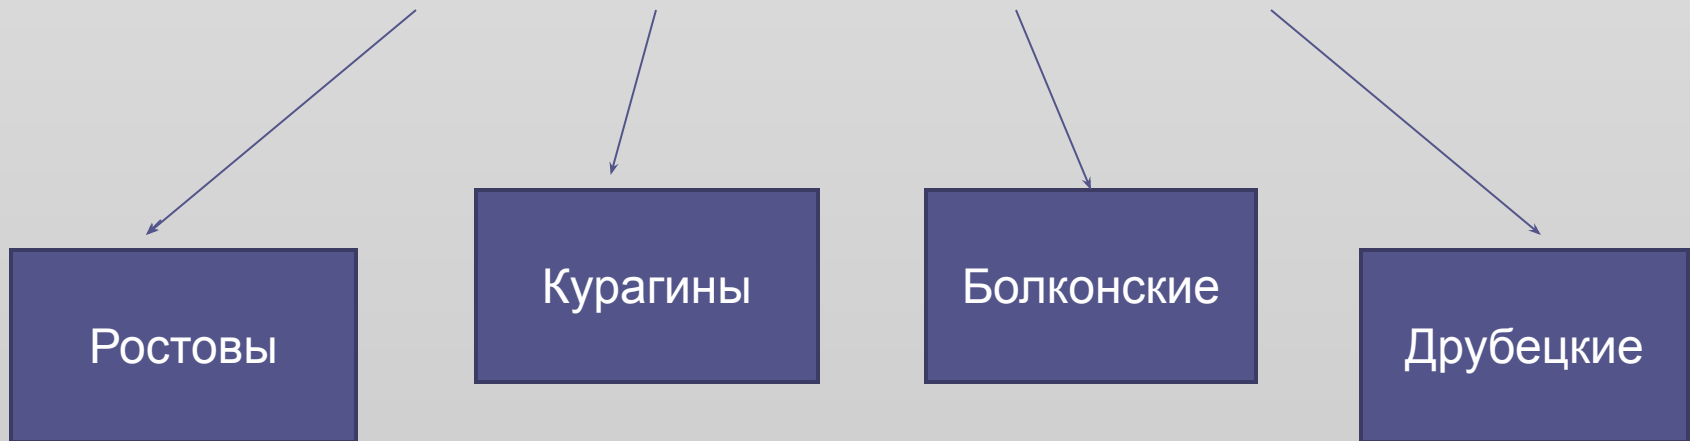 Ростовы
Курагины
Болконские
Друбецкие